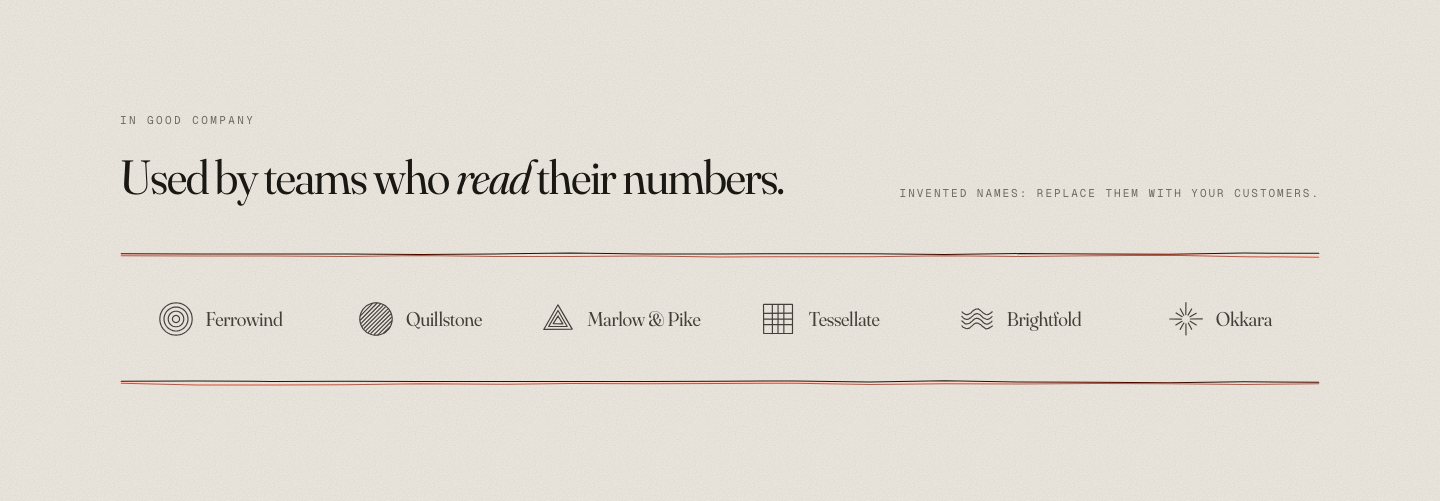 IN GOOD COMPANY
Used by teams who read their numbers.
INVENTED NAMES: REPLACE THEM WITH YOUR CUSTOMERS.
Ferrowind
Quillstone
Marlow & Pike
Tessellate
Brightfold
Okkara